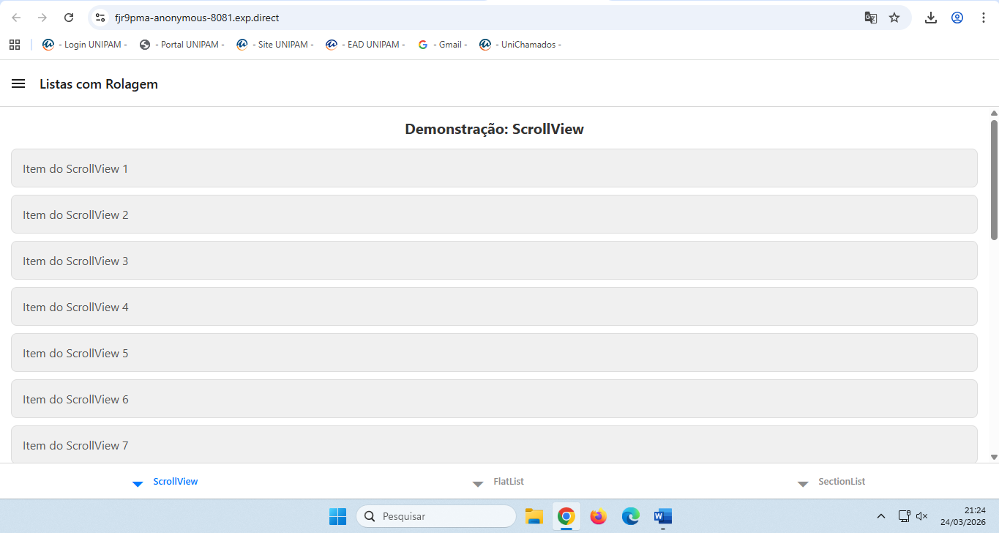 fjr9pma-anonymous-8081.exp.direct
- Login UNIPAM -
- Portal UNIPAM -
- Site UNIPAM -
- EAD UNIPAM -
- Gmail -
- UniChamados -
Listas com Rolagem
Demonstração: ScrollView
Item do ScrollView 1
Item do ScrollView 2
Item do ScrollView 3
Item do ScrollView 4
Item do ScrollView 5
Item do ScrollView 6
Item do ScrollView 7
ScrollView
FlatList
SectionList
Pesquisar
21:24
24/03/2026